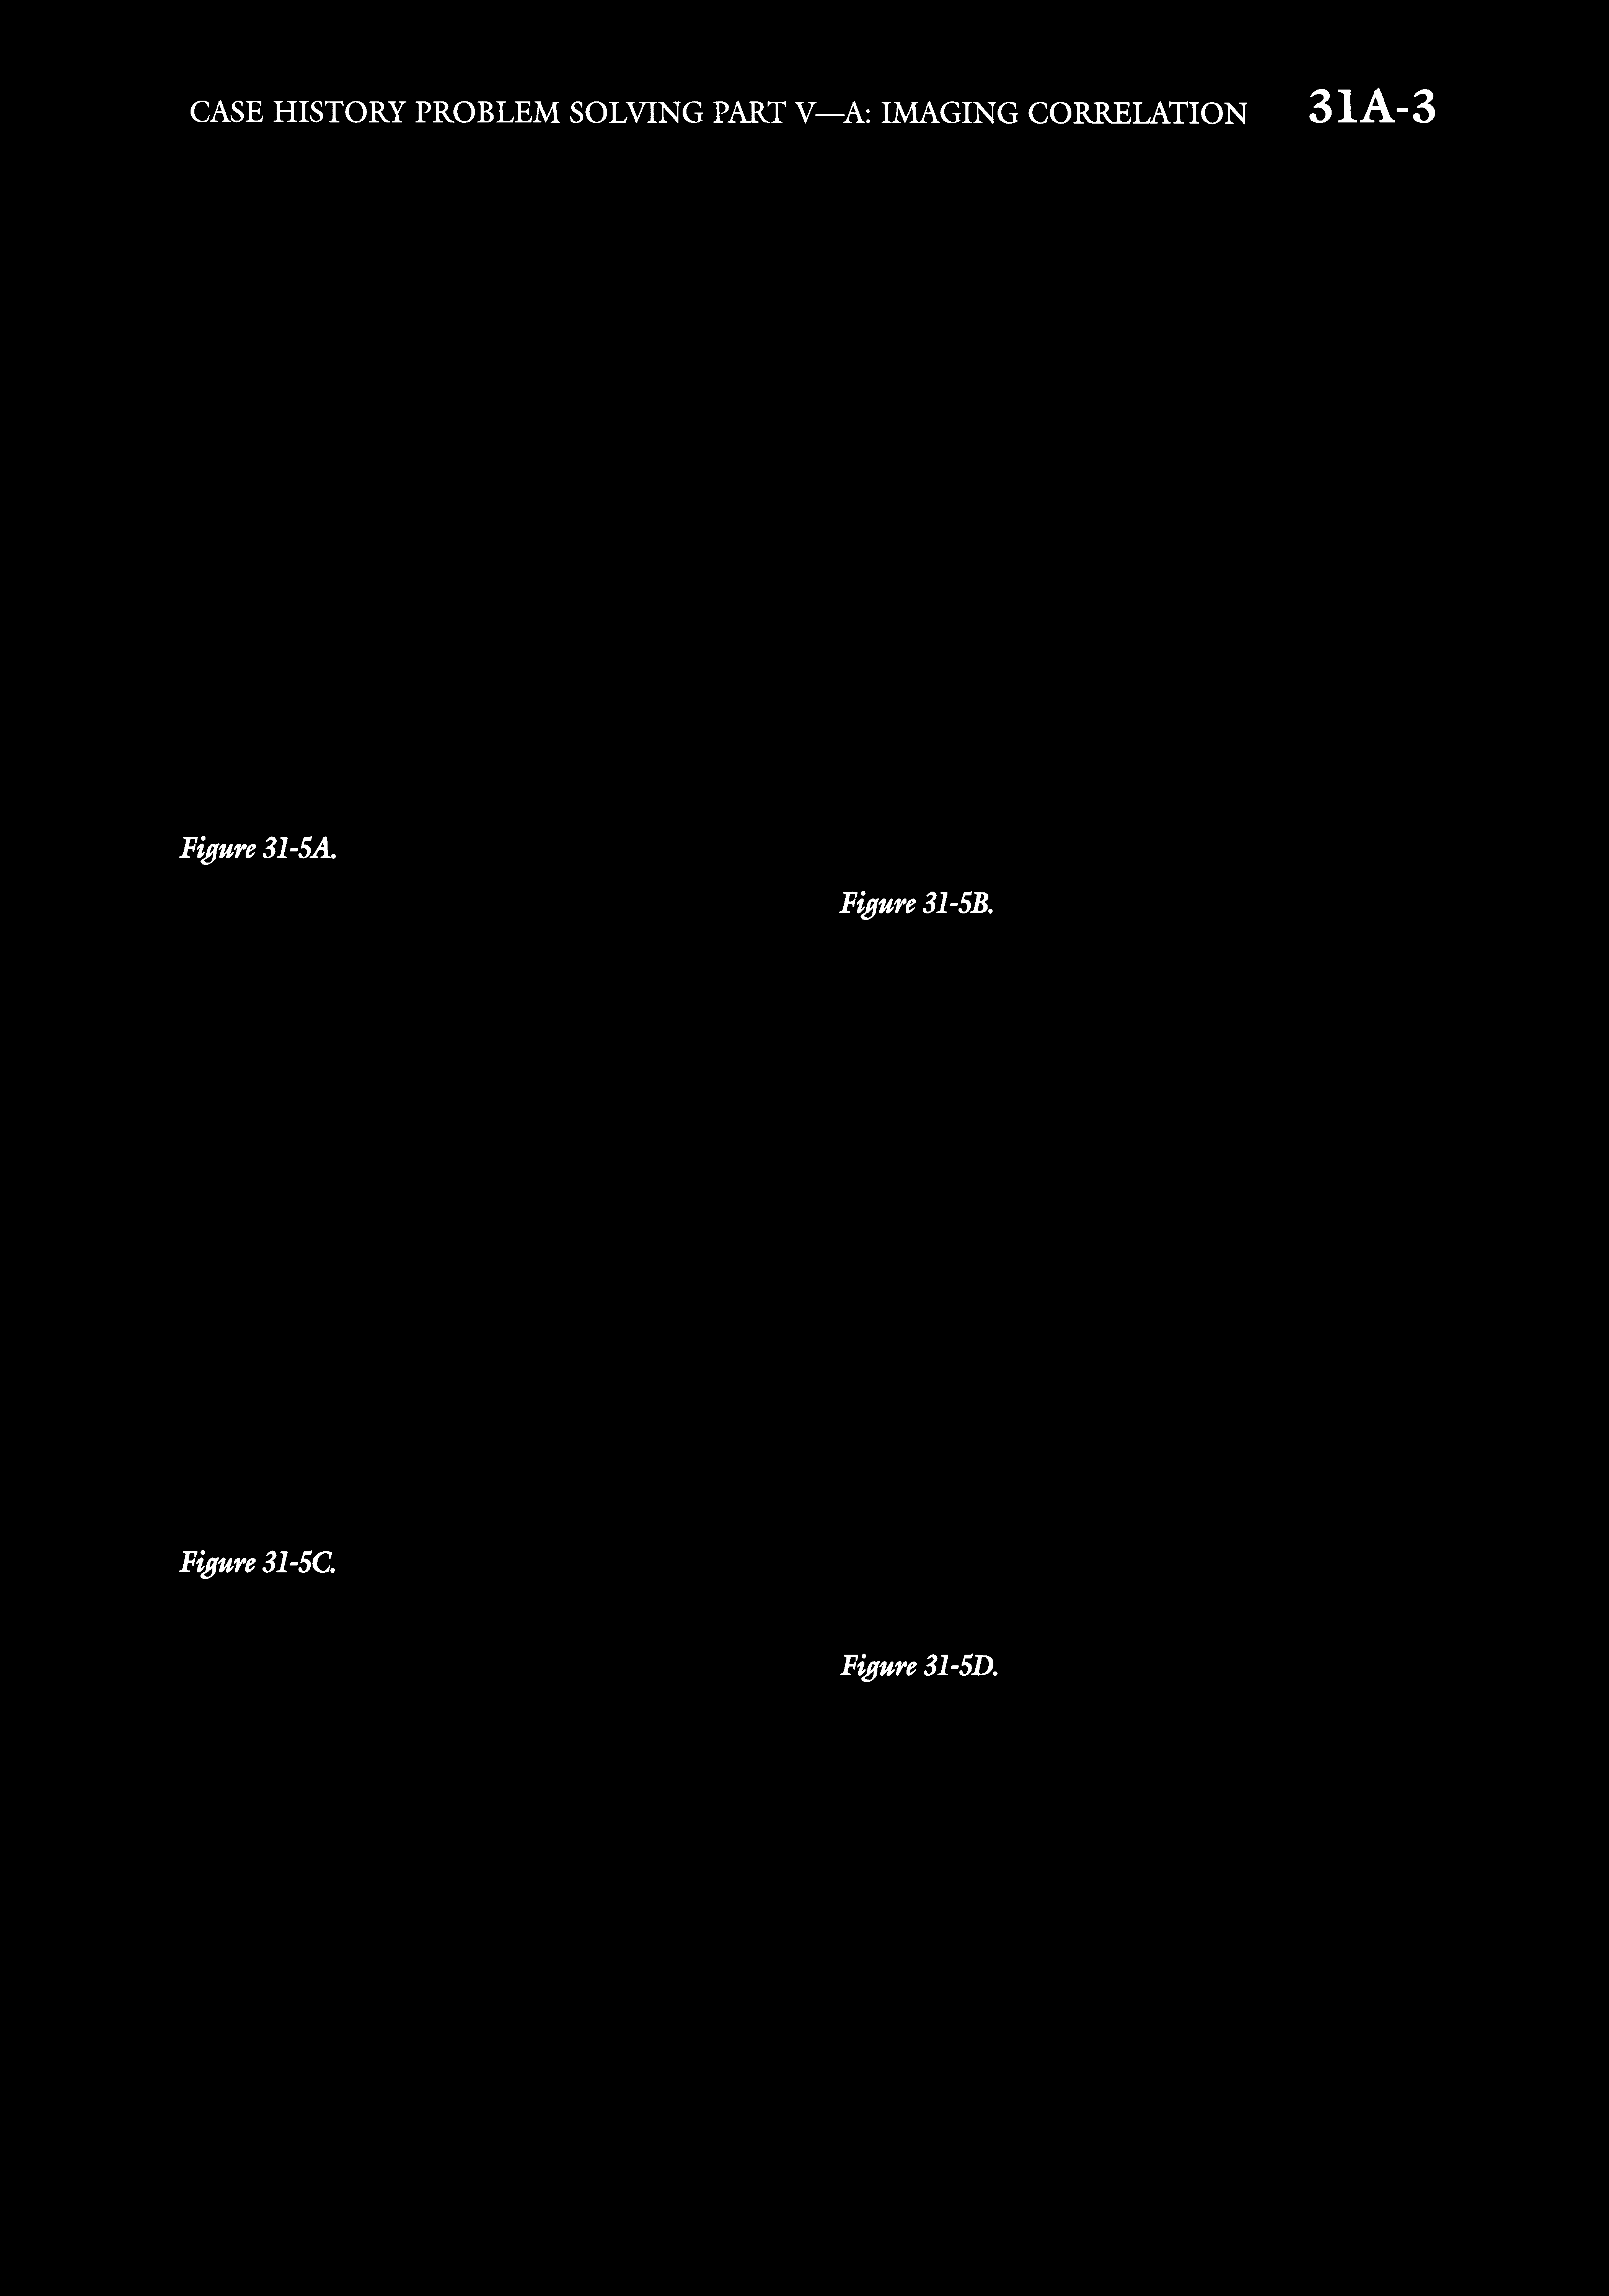 CASE HISTORY PROBLEM SOLVING PART V—A: IMAGING CORRELATION 31A-3
Figure 31-5A.
Figure 31-5B.
Figure 31-5C.
Figure 31-5D.